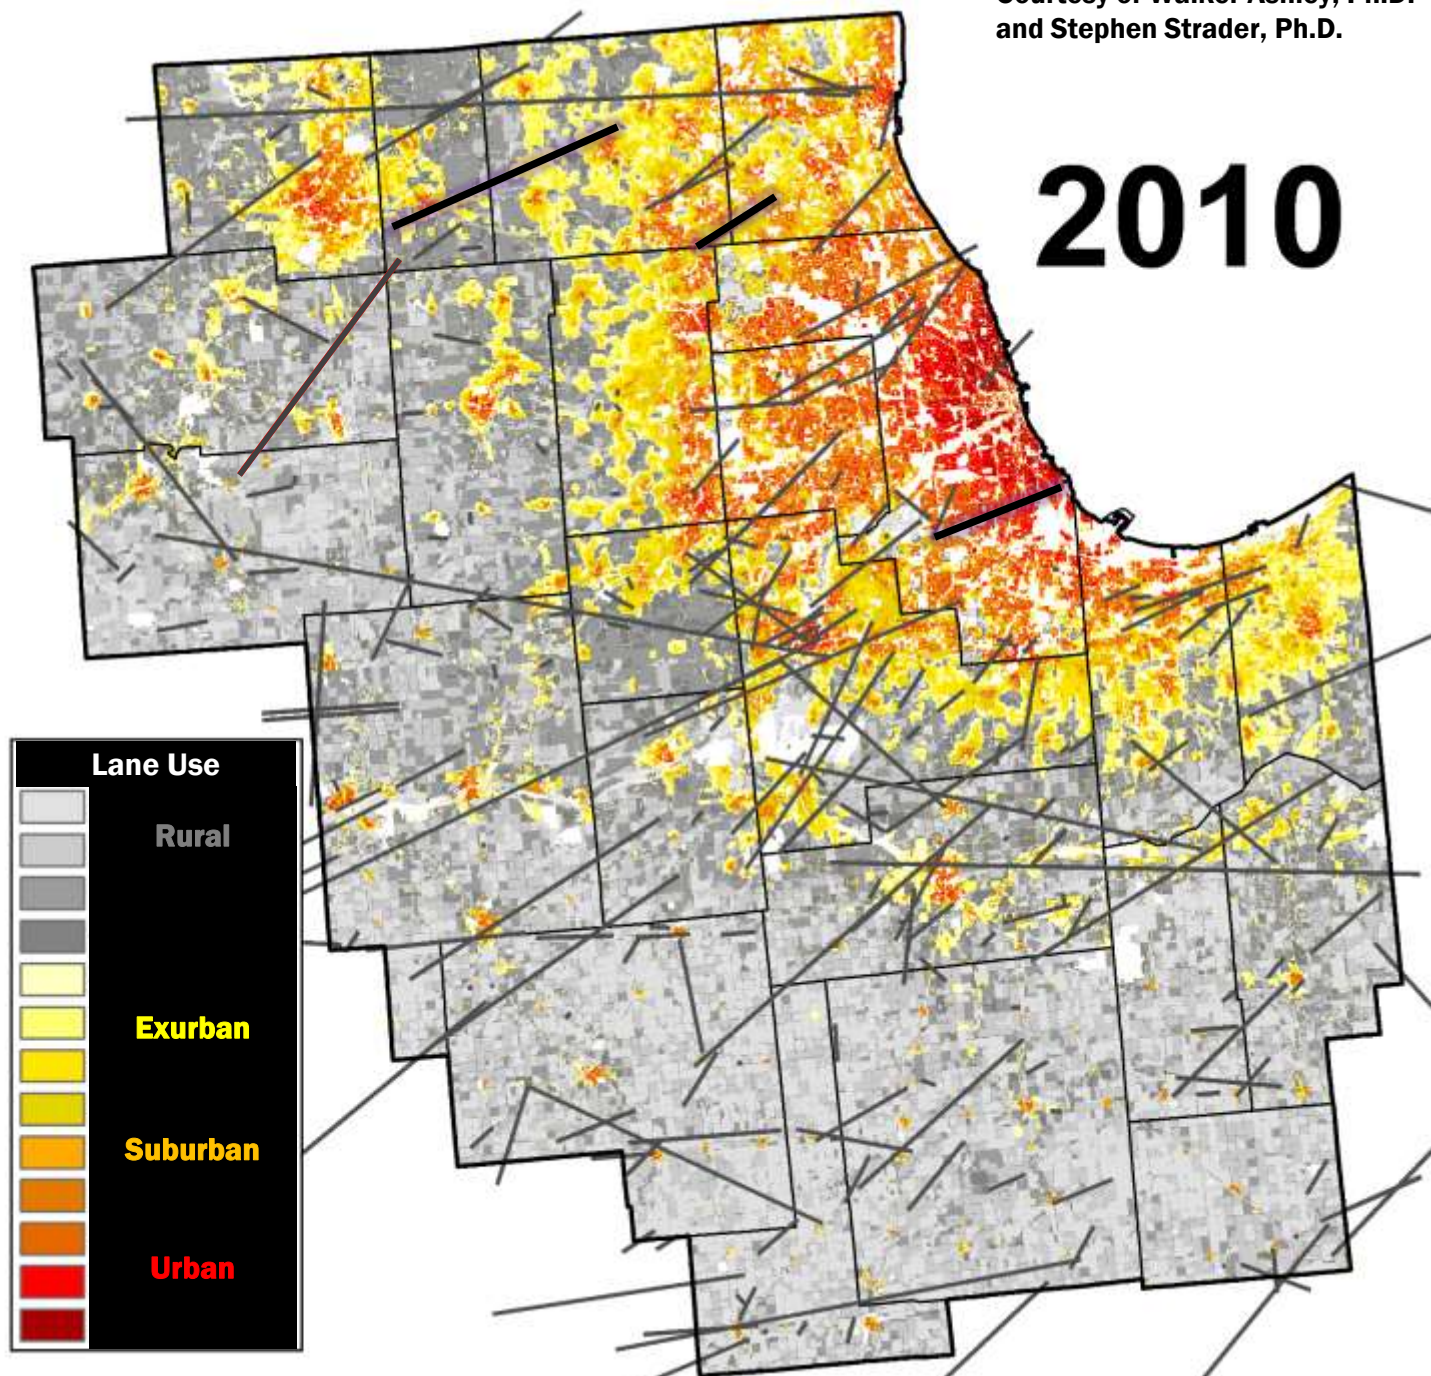 and Stephen Strader, Ph.D.
2010
Lane Use
Rural
Exurban
Suburban
Urban